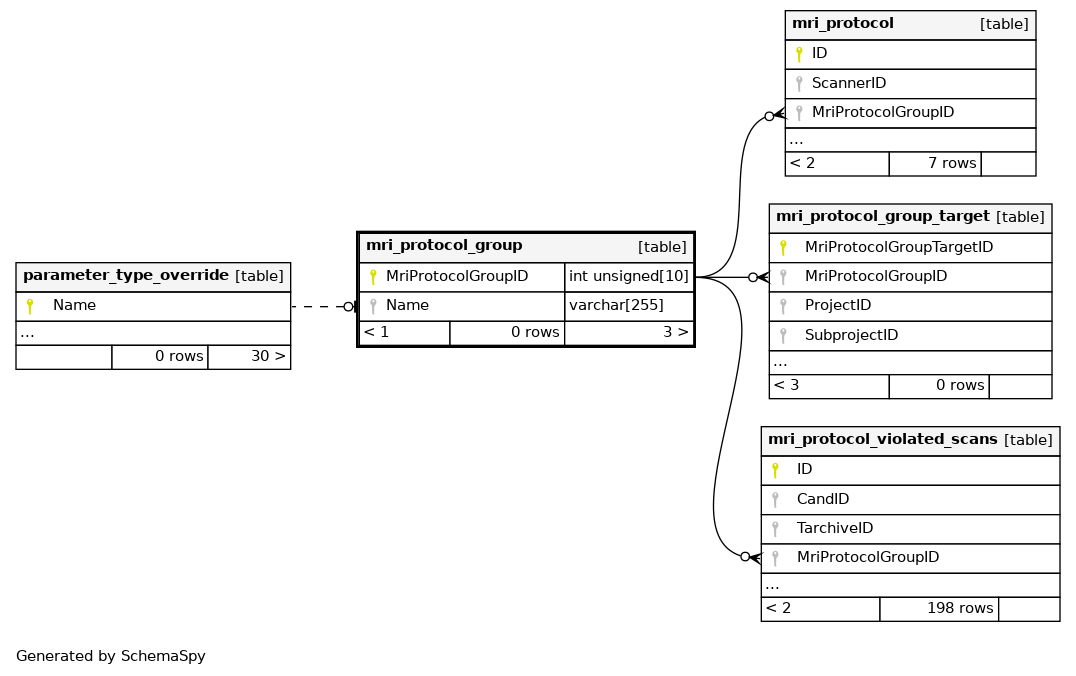 mri_protocol [table]
ID
ScannerID
MriProtocolGroupID
...
< 2 7 rows
mri_protocol_group_target [table]
MriProtocolGroupTargetID
MriProtocolGroupID
ProjectID
SubprojectID
...
< 3 0 rows
mri_protocol_group [table]
MriProtocolGroupID int unsigned[10]
Name varchar[255]
< 1 0 rows 3 >
parameter_type_override [table]
Name
...
0 rows 30 >
mri_protocol_violated_scans [table]
ID
CandID
TarchiveID
MriProtocolGroupID
...
< 2 198 rows
Generated by SchemaSpy